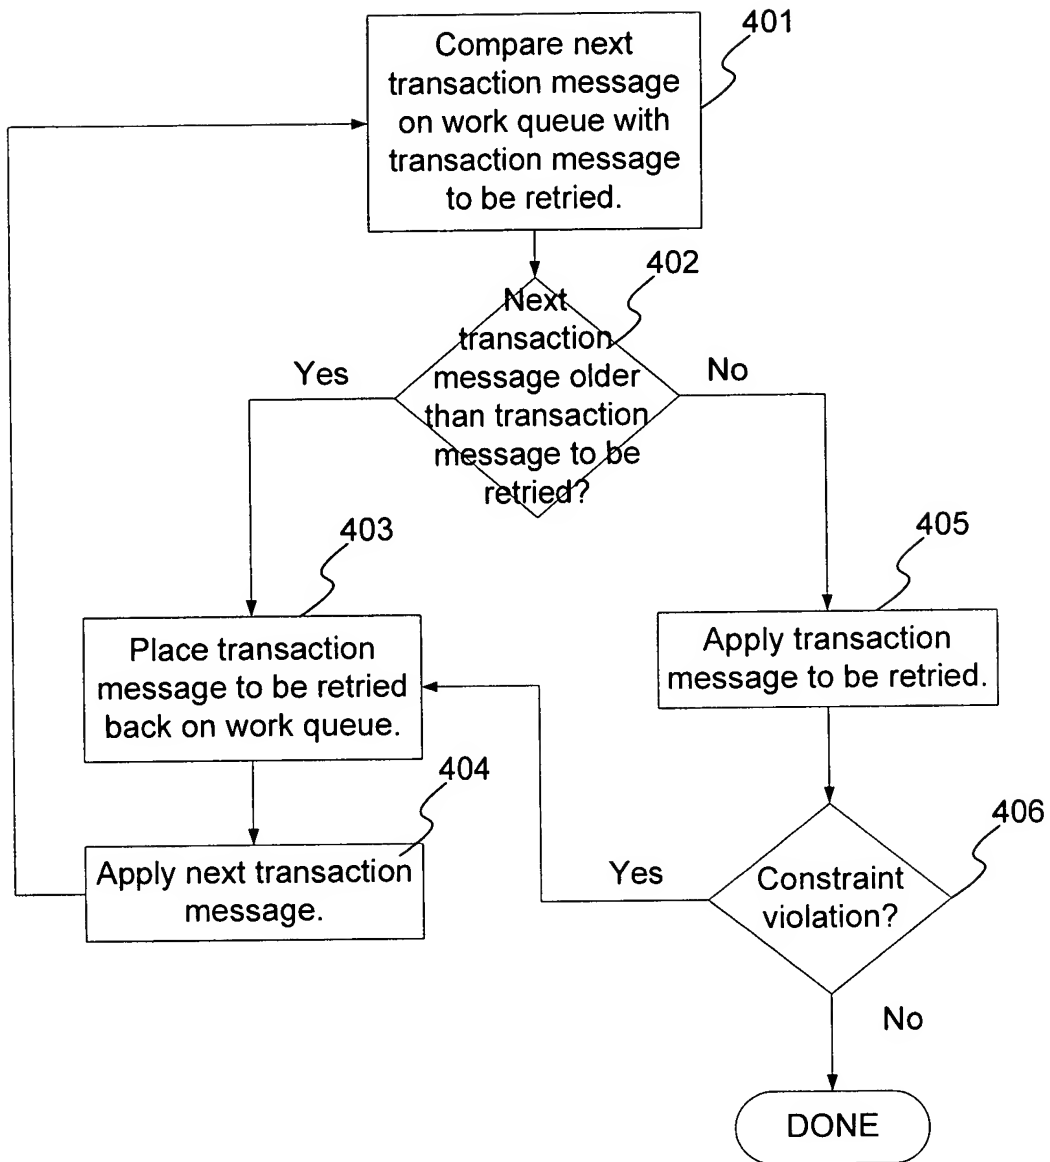 401
Compare next
transaction message
on work queue with
transaction message
to be retried.
402
Next
transaction
message older
than transaction
message to be
retried?
Yes
No
403
405
Place transaction
message to be retried
back on work queue.
Apply transaction
message to be retried.
404
406
Apply next transaction
message.
Yes
Constraint
violation?
No
DONE